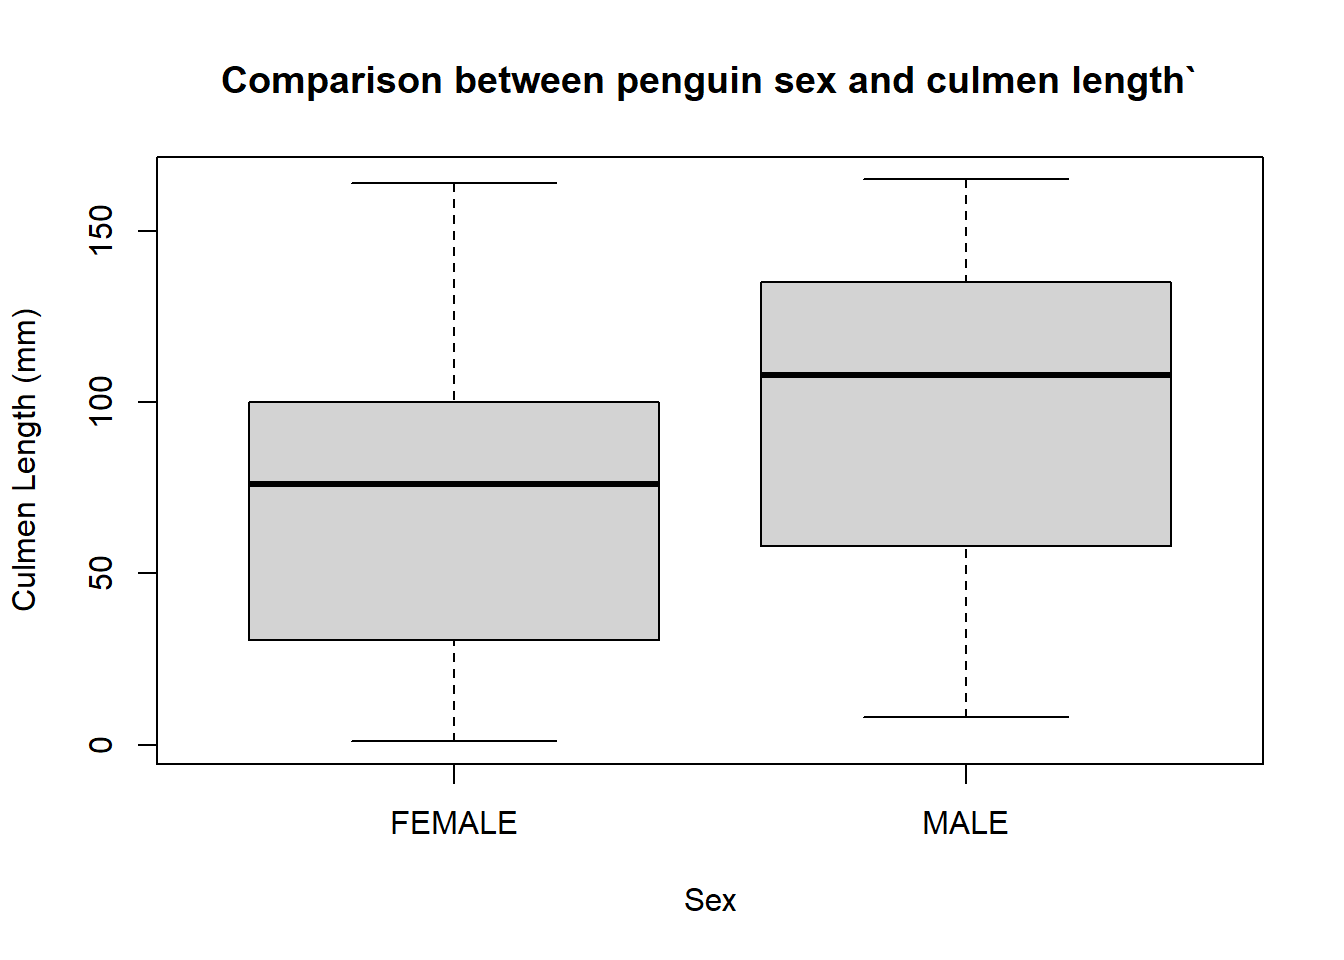 Comparison between penguin sex and culmen length`
Culmen Length (mm)
150
100
50
0
FEMALE
MALE
Sex